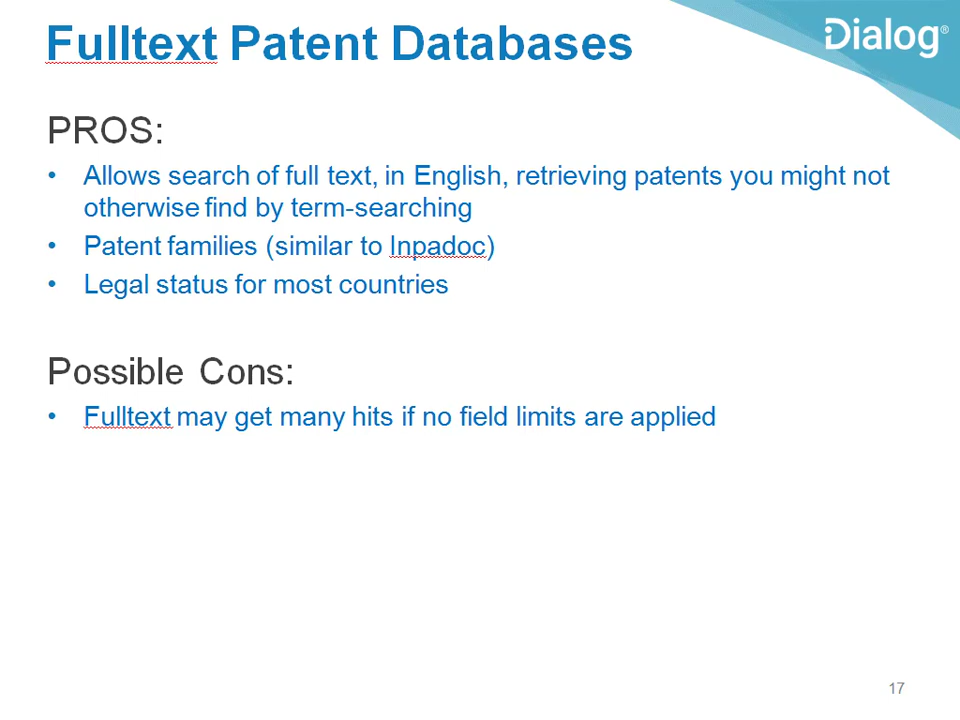 Fulltext Patent Databases
Dialog®
PROS:
• Allows search of full text, in English, retrieving patents you might not
otherwise find by term-searching
• Patent families (similar to Inpadoc)
• Legal status for most countries
Possible Cons:
• Fulltext may get many hits if no field limits are applied
17